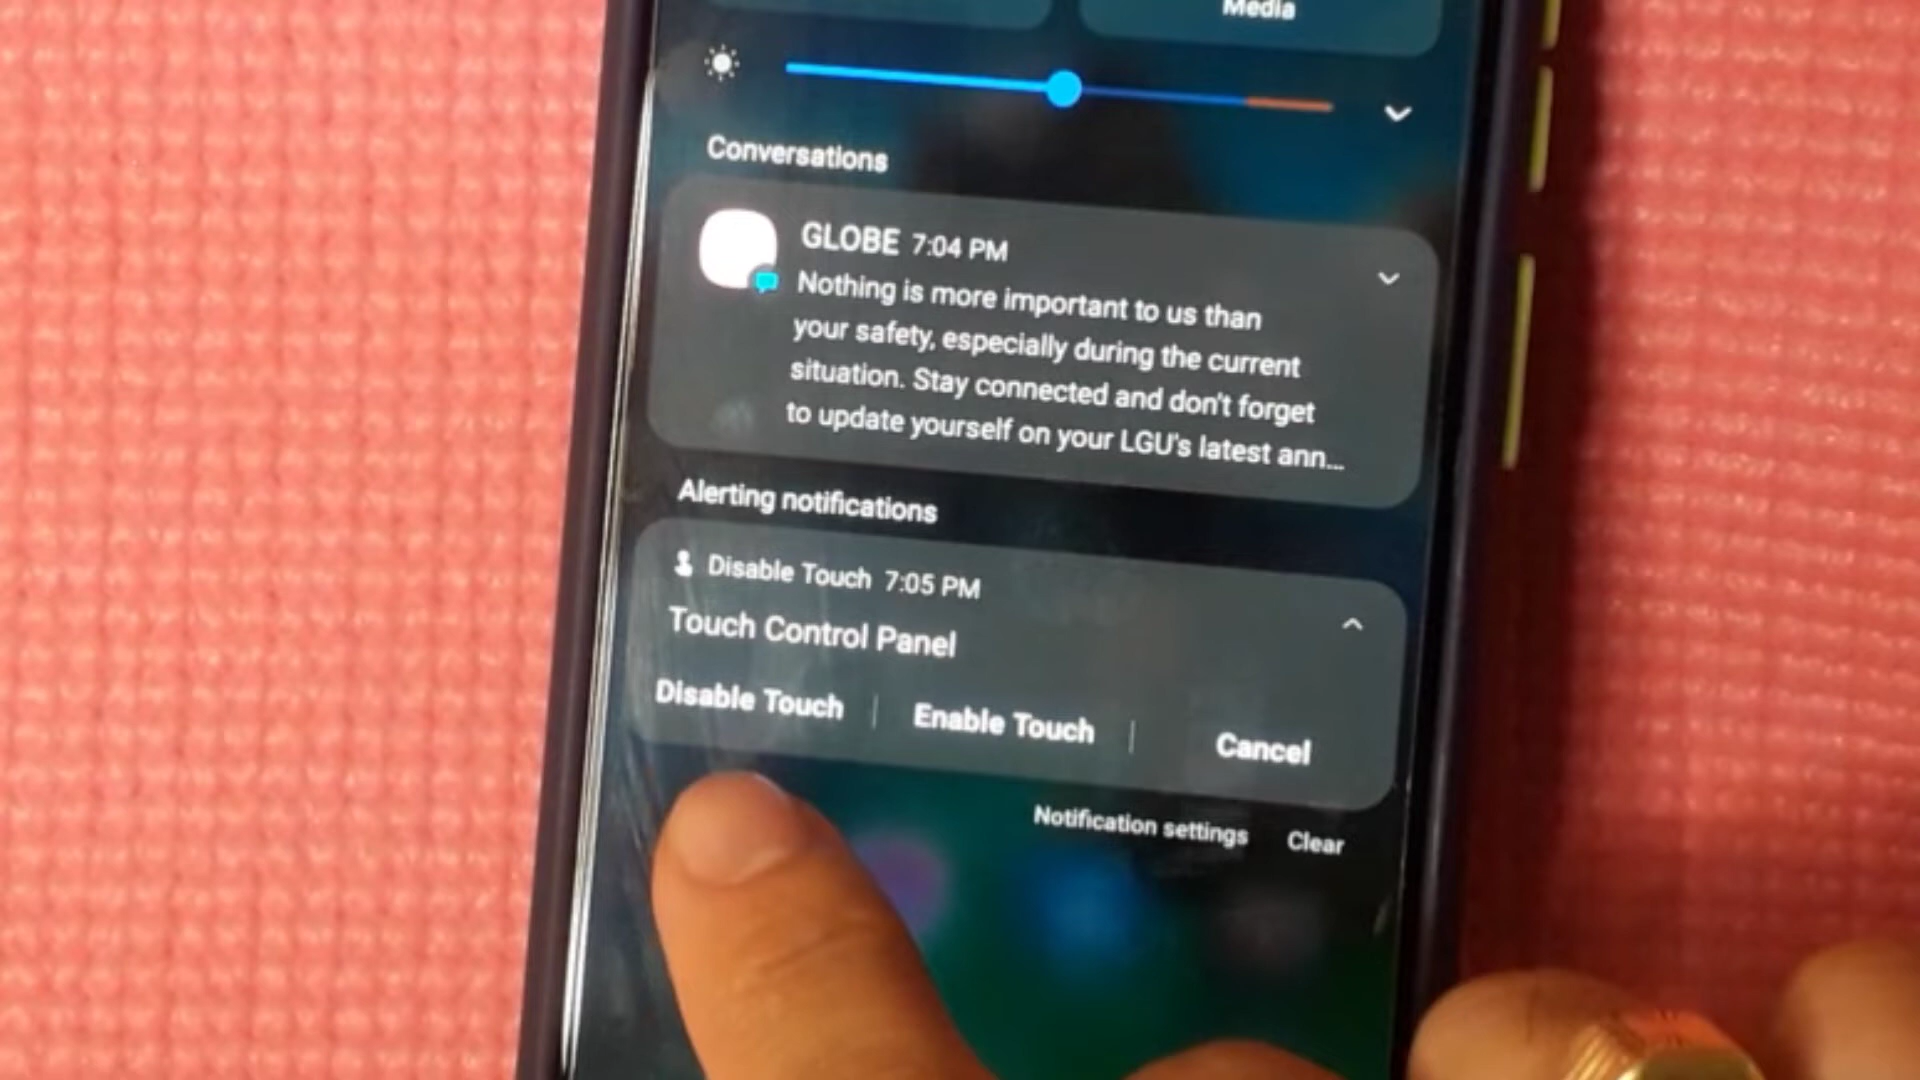 Media
Conversations
GLOBE 7:04 PM
Nothing is more important to us than
your safety, especially during the current
situation. Stay connected and don't forget
to update yourself on your LGU's latest ann...
Alerting notifications
Disable Touch 7:05 PM
Touch Control Panel
Disable Touch | Enable Touch | Cancel
Notification settings Clear